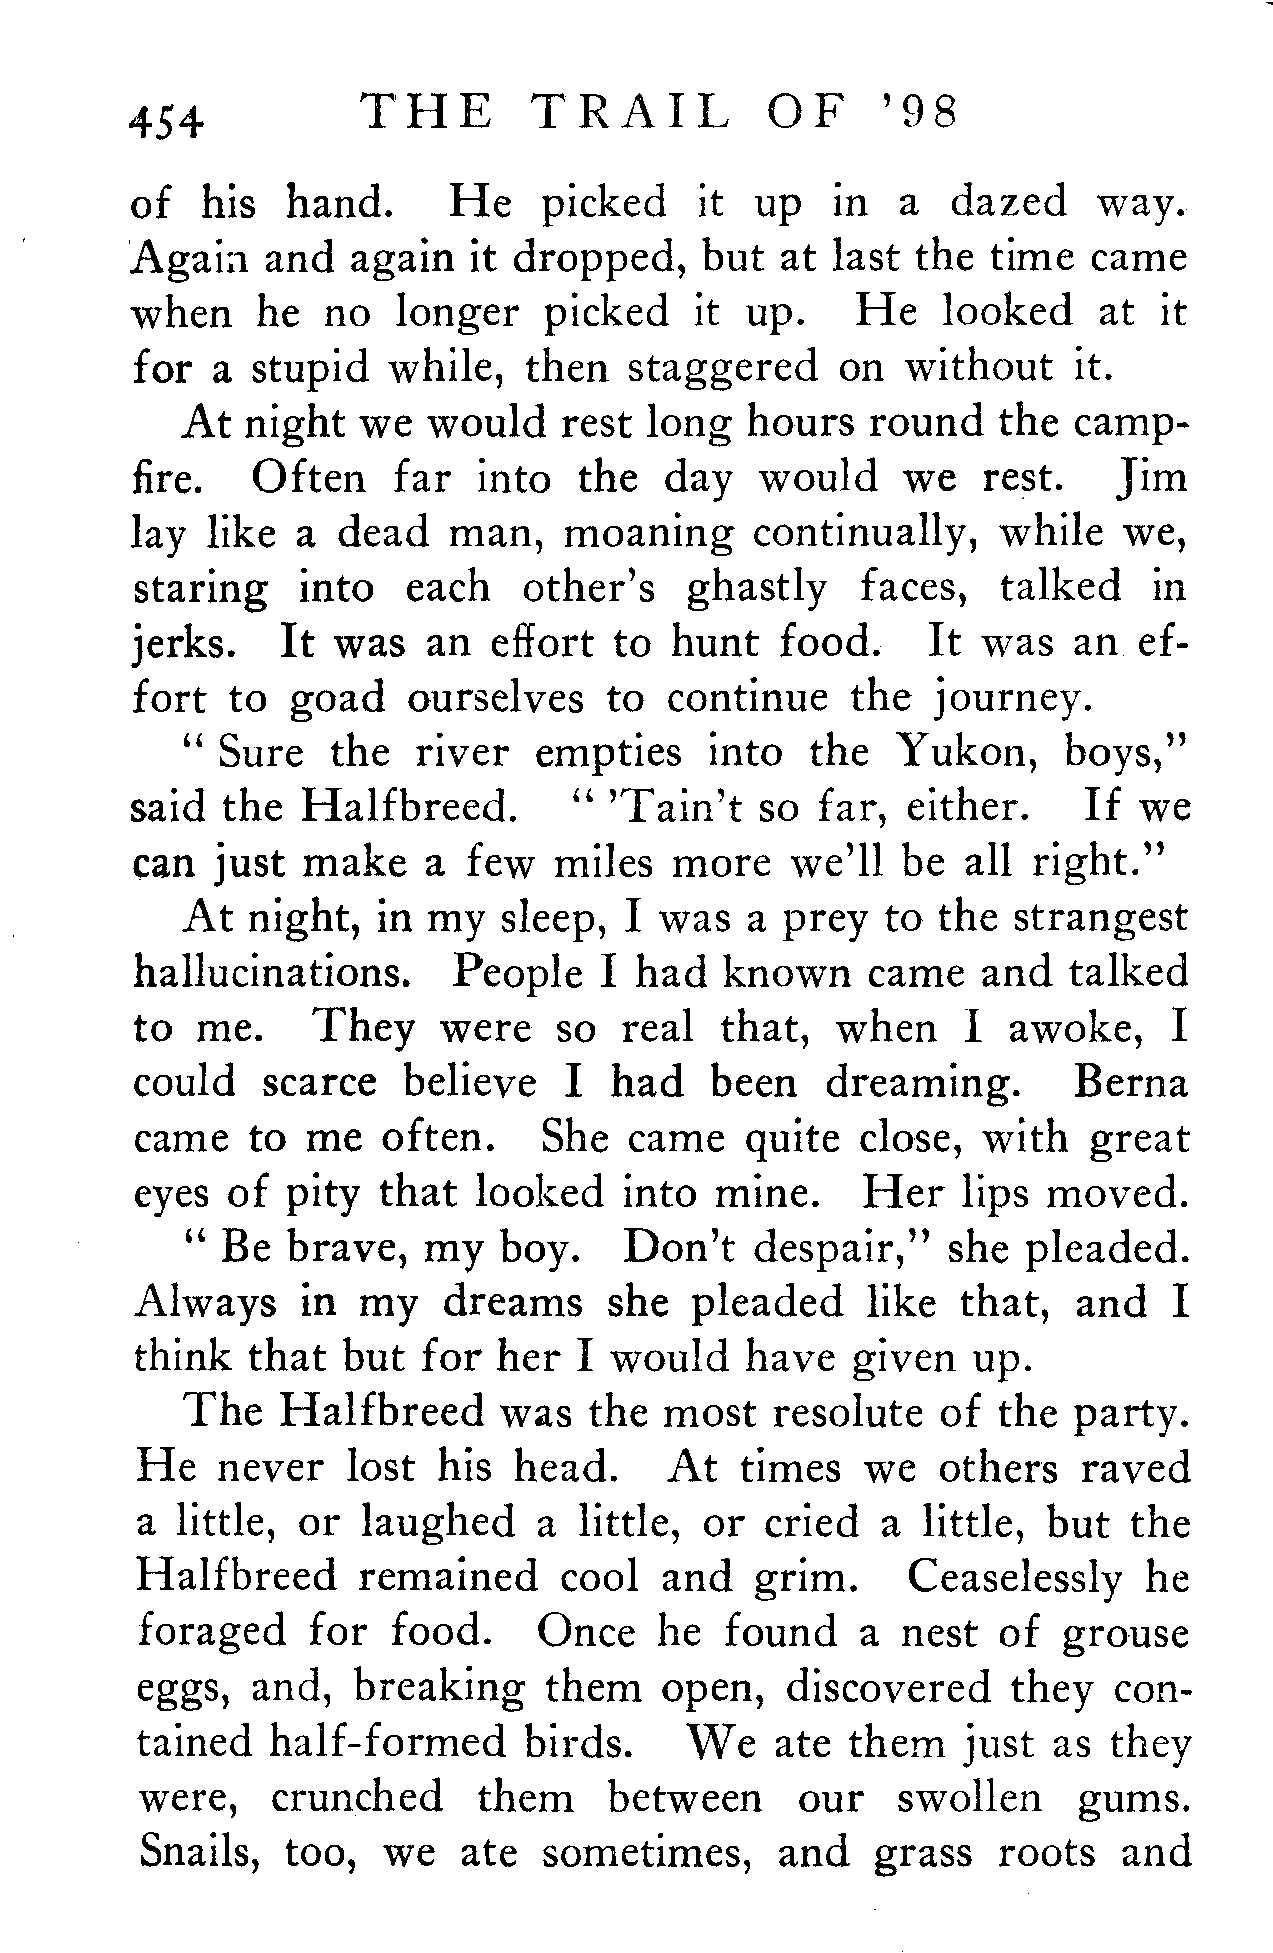 454 THE TRAIL OF '98
of his hand. He picked it up in a dazed way.
Again and again it dropped, but at last the time came
when he no longer picked it up. He looked at it
for a stupid while, then staggered on without it.
At night we would rest long hours round the camp-
fire. Often far into the day would we rest. Jim
lay like a dead man, moaning continually, while we,
staring into each other's ghastly faces, talked in
jerks. It was an effort to hunt food. It was an ef-
fort to goad ourselves to continue the journey.
" Sure the river empties into the Yukon, boys,"
said the Halfbreed. " 'Tain't so far, either. If we
can just make a few miles more we'll be all right."
At night, in my sleep, I was a prey to the strangest
hallucinations. People I had known came and talked
to me. They were so real that, when I awoke, I
could scarce believe I had been dreaming. Berna
came to me often. She came quite close, with great
eyes of pity that looked into mine. Her lips moved.
" Be brave, my boy. Don't despair," she pleaded.
Always in my dreams she pleaded like that, and I
think that but for her I would have given up.
The Halfbreed was the most resolute of the party.
He never lost his head. At times we others raved
a little, or laughed a little, or cried a little, but the
Halfbreed remained cool and grim. Ceaselessly he
foraged for food. Once he found a nest of grouse
eggs, and, breaking them open, discovered they con-
tained half-formed birds. We ate them just as they
were, crunched them between our swollen gums.
Snails, too, we ate sometimes, and grass roots and